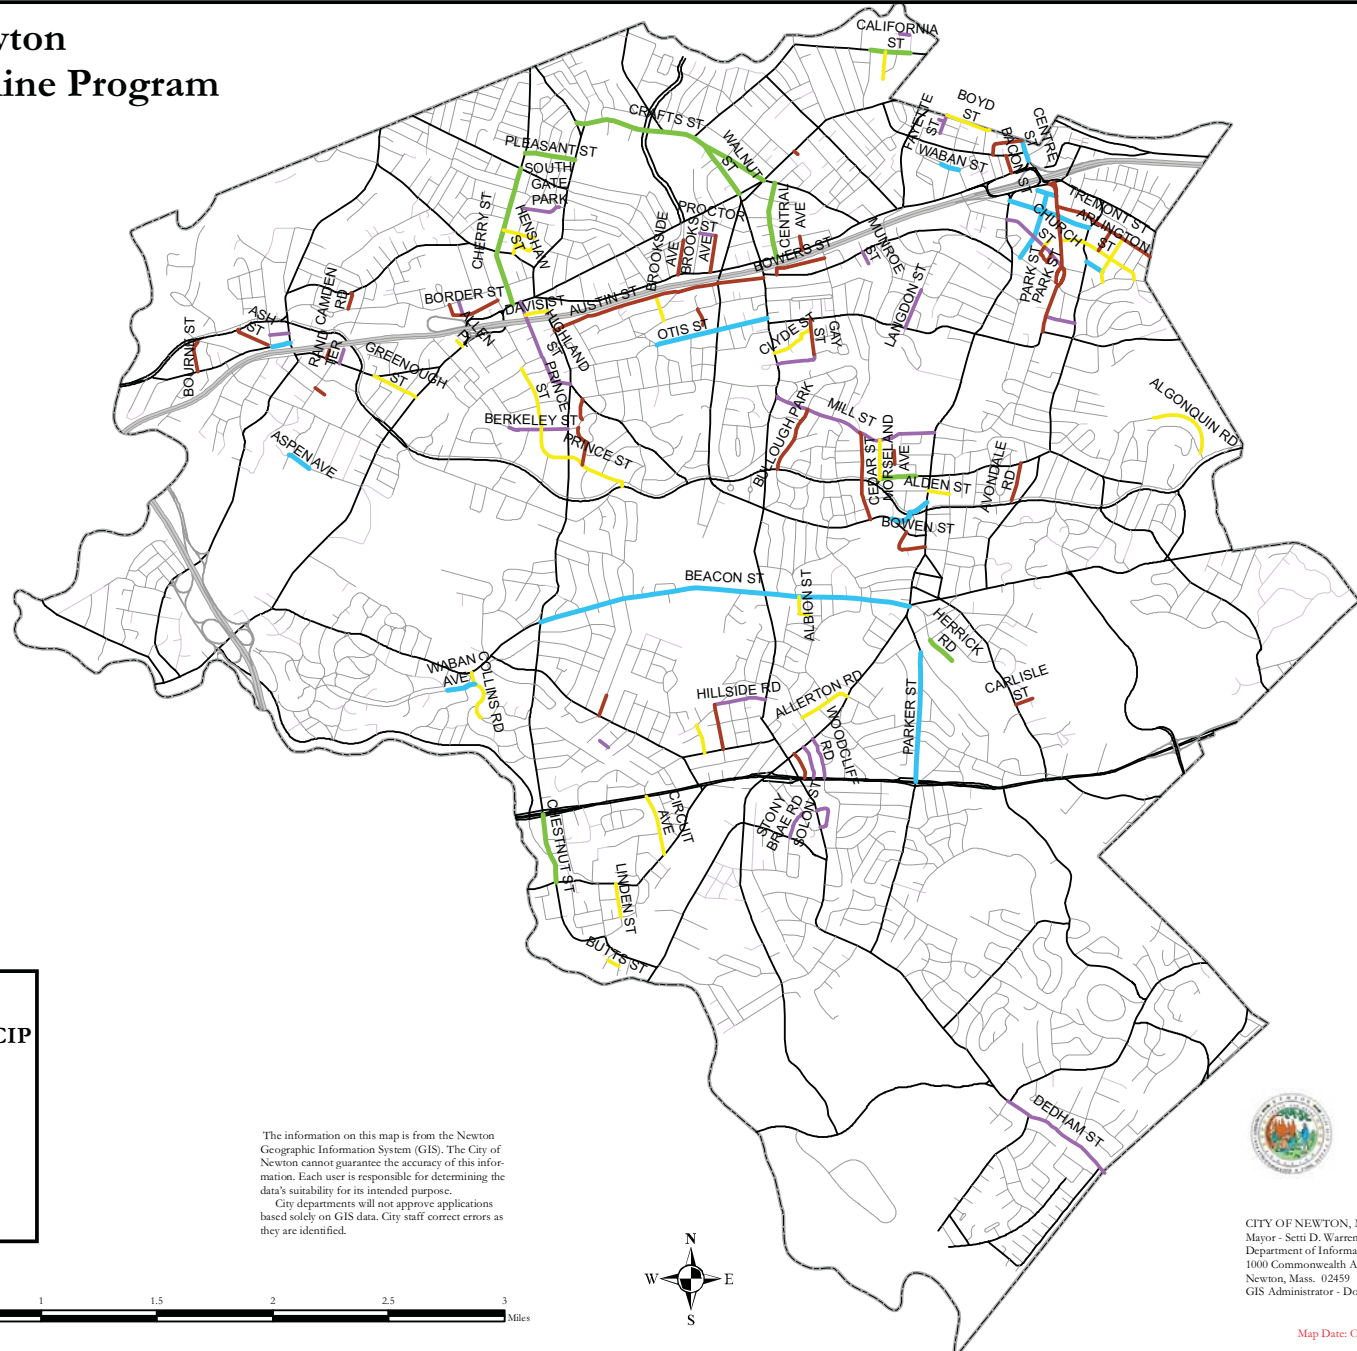 yton
ine Program
CALIFORNIA
ST
BOYD
ST
FAYETTE
ST
CENTRE
ST
BACON ST
WABAN ST
CRAFTS ST
WALNUT
ST
PLEASANT ST
SOUTH
GATE
PARK
CHERRY ST
HENSHAW
ST
PROCTOR
ST
BROOKSIDE
AVE
BROOKS
AVE
CENTRAL
AVE
BOWERS ST
MUNROE
ST
TREMONT ST
ARLINGTON
ST
CHURCH
ST
PARK ST
PARK ST
LANGDON ST
CAMDEN
RD
RAND
TER
BORDER ST
DAVIS ST
AUSTIN ST
ALLEN
ASH
ST
BOURNE ST
GREENOUGH
ST
HIGHLAND
ST
PRINCE
ST
OTIS ST
CLYDE ST
GAY
ST
BERKELEY ST
PRINCE ST
ASPEN AVE
BULLOUGH PARK
MILL ST
CEDAR ST
MORSELAND
AVE
ALDEN ST
AVONDALE
RD
ALGONQUIN RD
BOWEN ST
BEACON ST
ALBION ST
HERRICK
RD
WABAN
AVE
COLLINS RD
HILLSIDE RD
ALLERTON RD
WOODCLIFF
RD
PARKER ST
CARLISLE
ST
CHESTNUT ST
CIRCUIT
AVE
STONY
BRAE RD
SOLON ST
LINDEN ST
BUTTS ST
DEDHAM ST
CIP
The information on this map is from the Newton
Geographic Information System (GIS). The City of
Newton cannot guarantee the accuracy of this infor-
mation. Each user is responsible for determining the
data's suitability for its intended purpose.
City departments will not approve applications
based solely on GIS data. City staff correct errors as
they are identified.
N
W E
S
1 1.5 2 2.5 3
Miles
CITY OF NEWTON,
Mayor - Setti D. Warren
Department of Informa
1000 Commonwealth A
Newton, Mass. 02459
GIS Administrator - Do
Map Date: